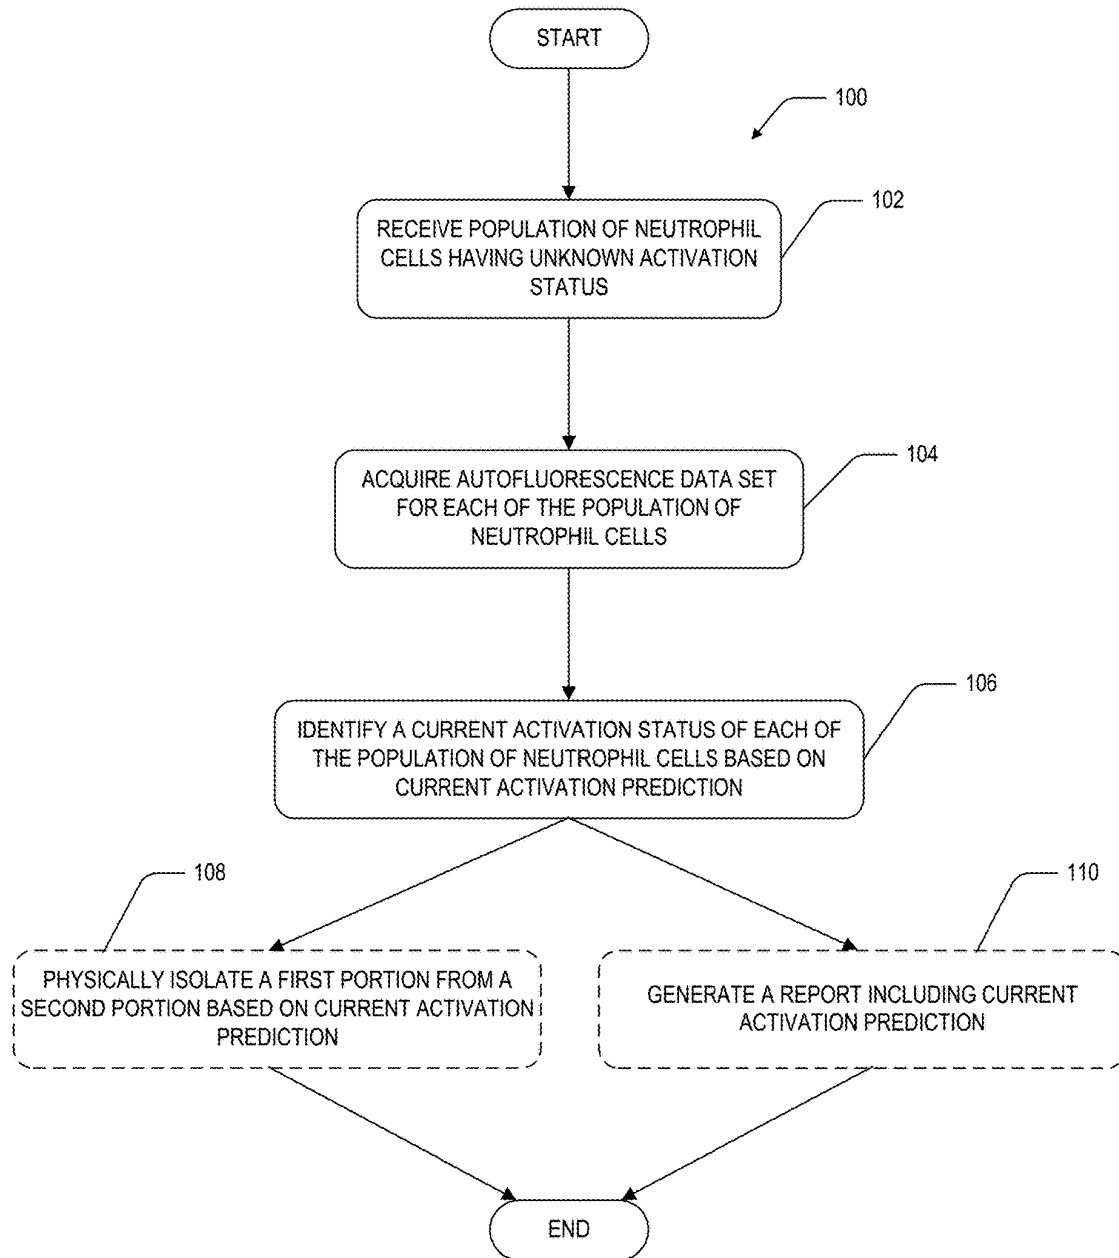 START
100
102
RECEIVE POPULATION OF NEUTROPHIL
CELLS HAVING UNKNOWN ACTIVATION
STATUS
104
ACQUIRE AUTOFLUORESCENCE DATA SET
FOR EACH OF THE POPULATION OF
NEUTROPHIL CELLS
106
IDENTIFY A CURRENT ACTIVATION STATUS OF EACH OF
THE POPULATION OF NEUTROPHIL CELLS BASED ON
CURRENT ACTIVATION PREDICTION
108
PHYSICALLY ISOLATE A FIRST PORTION FROM A
SECOND PORTION BASED ON CURRENT ACTIVATION
PREDICTION
110
GENERATE A REPORT INCLUDING CURRENT
ACTIVATION PREDICTION
END